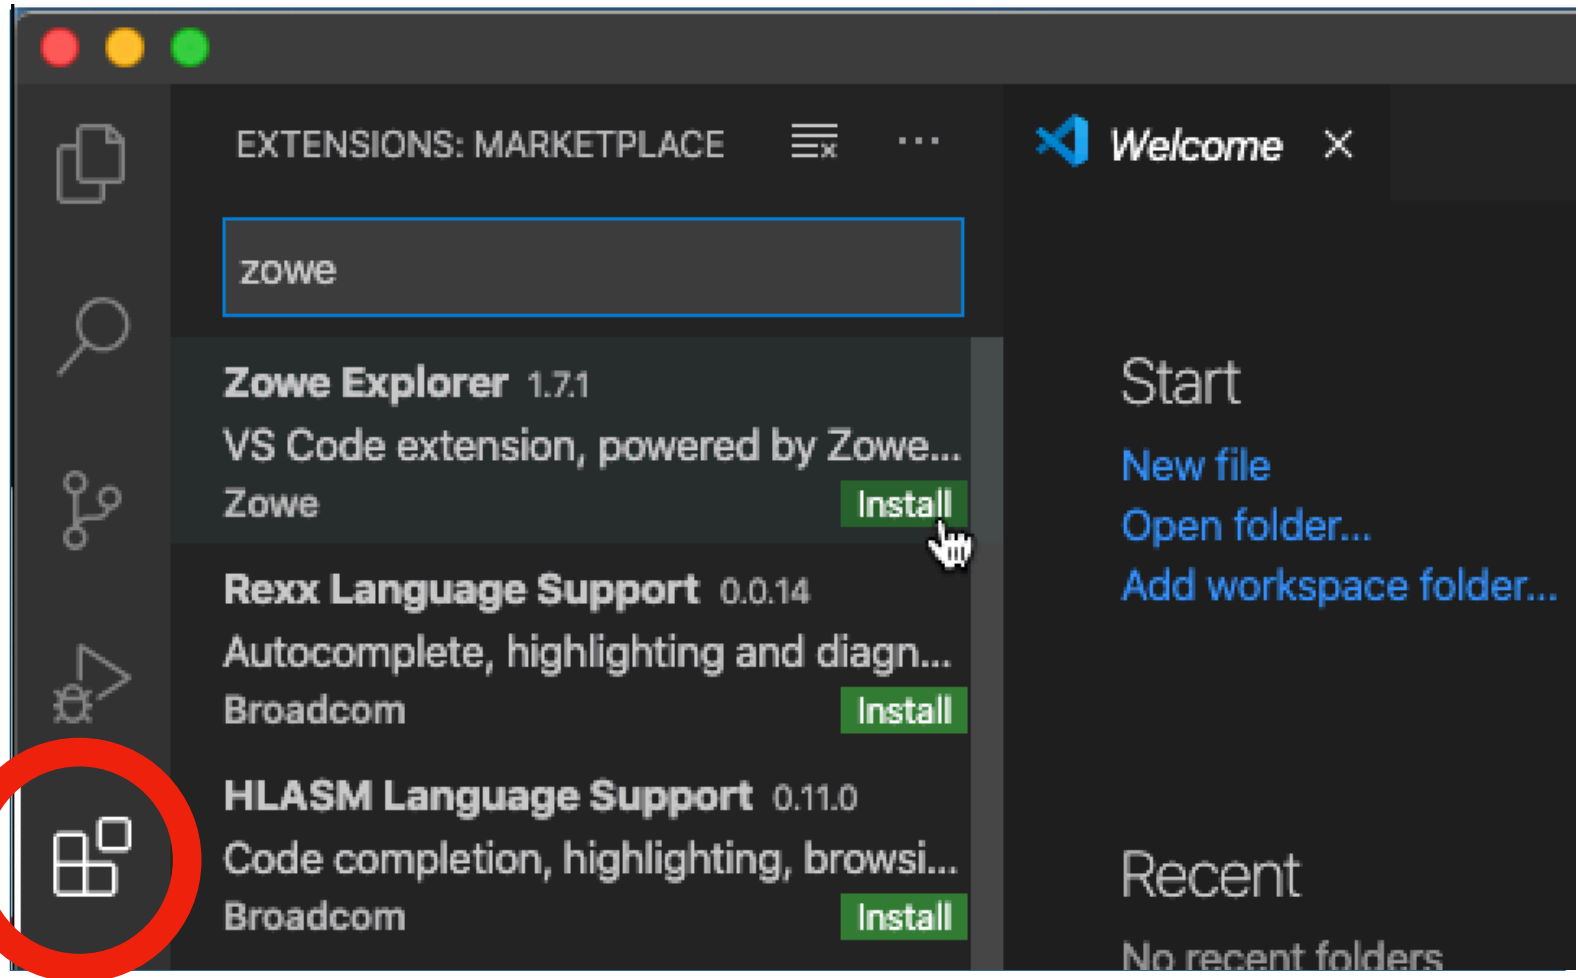 EXTENSIONS: MARKETPLACE
Welcome
zowe
Zowe Explorer 1.7.1
VS Code extension, powered by Zowe...
Zowe
Install
Rexx Language Support 0.0.14
Autocomplete, highlighting and diagn...
Broadcom
Install
HLASM Language Support 0.11.0
Code completion, highlighting, browsi...
Broadcom
Install
Start
New file
Open folder...
Add workspace folder...
Recent
No recent folders